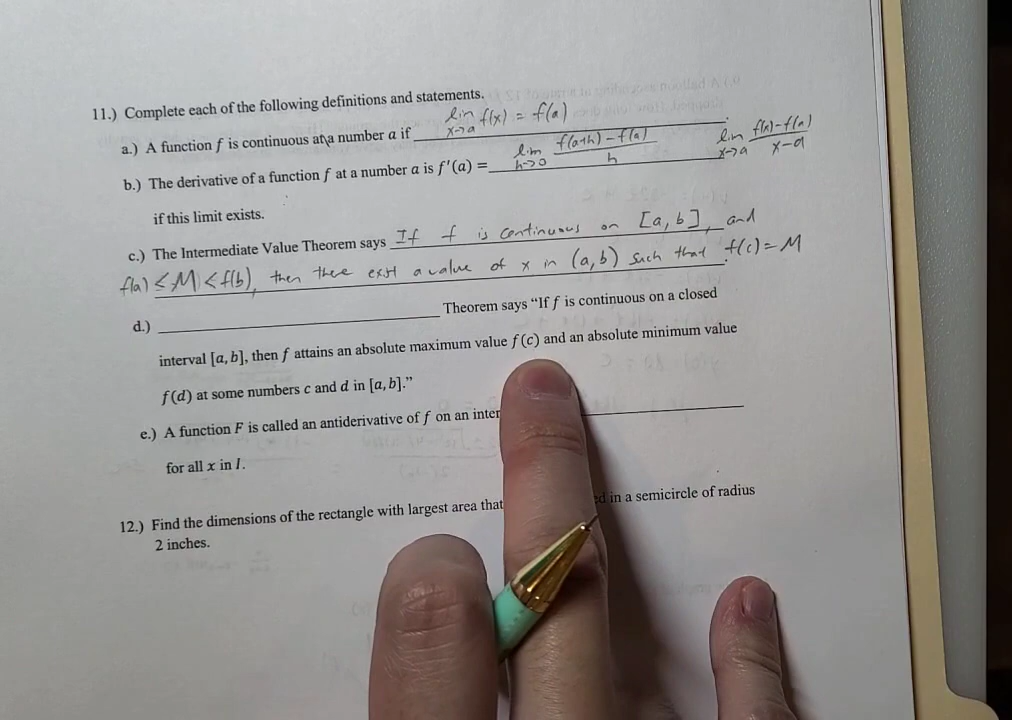 11.) Complete each of the following definitions and statements.
a.) A function f is continuous at a number a if lim x→a f(x) = f(a).
b.) The derivative of a function f at a number a is f'(a) = lim h→0 f(a+h) - f(a) / h lim x→a f(x) - f(a) / x - a
if this limit exists.
c.) The Intermediate Value Theorem says If f is continuous on [a, b], and
f(a) ≤ M < f(b), then there exist a value of x in (a, b) such that f(c) = M.
d.) Theorem says “If f is continuous on a closed
interval [a, b], then f attains an absolute maximum value f(c) and an absolute minimum value
f(d) at some numbers c and d in [a, b].”
e.) A function F is called an antiderivative of f on an inter
for all x in I.
12.) Find the dimensions of the rectangle with largest area that in a semicircle of radius
2 inches.